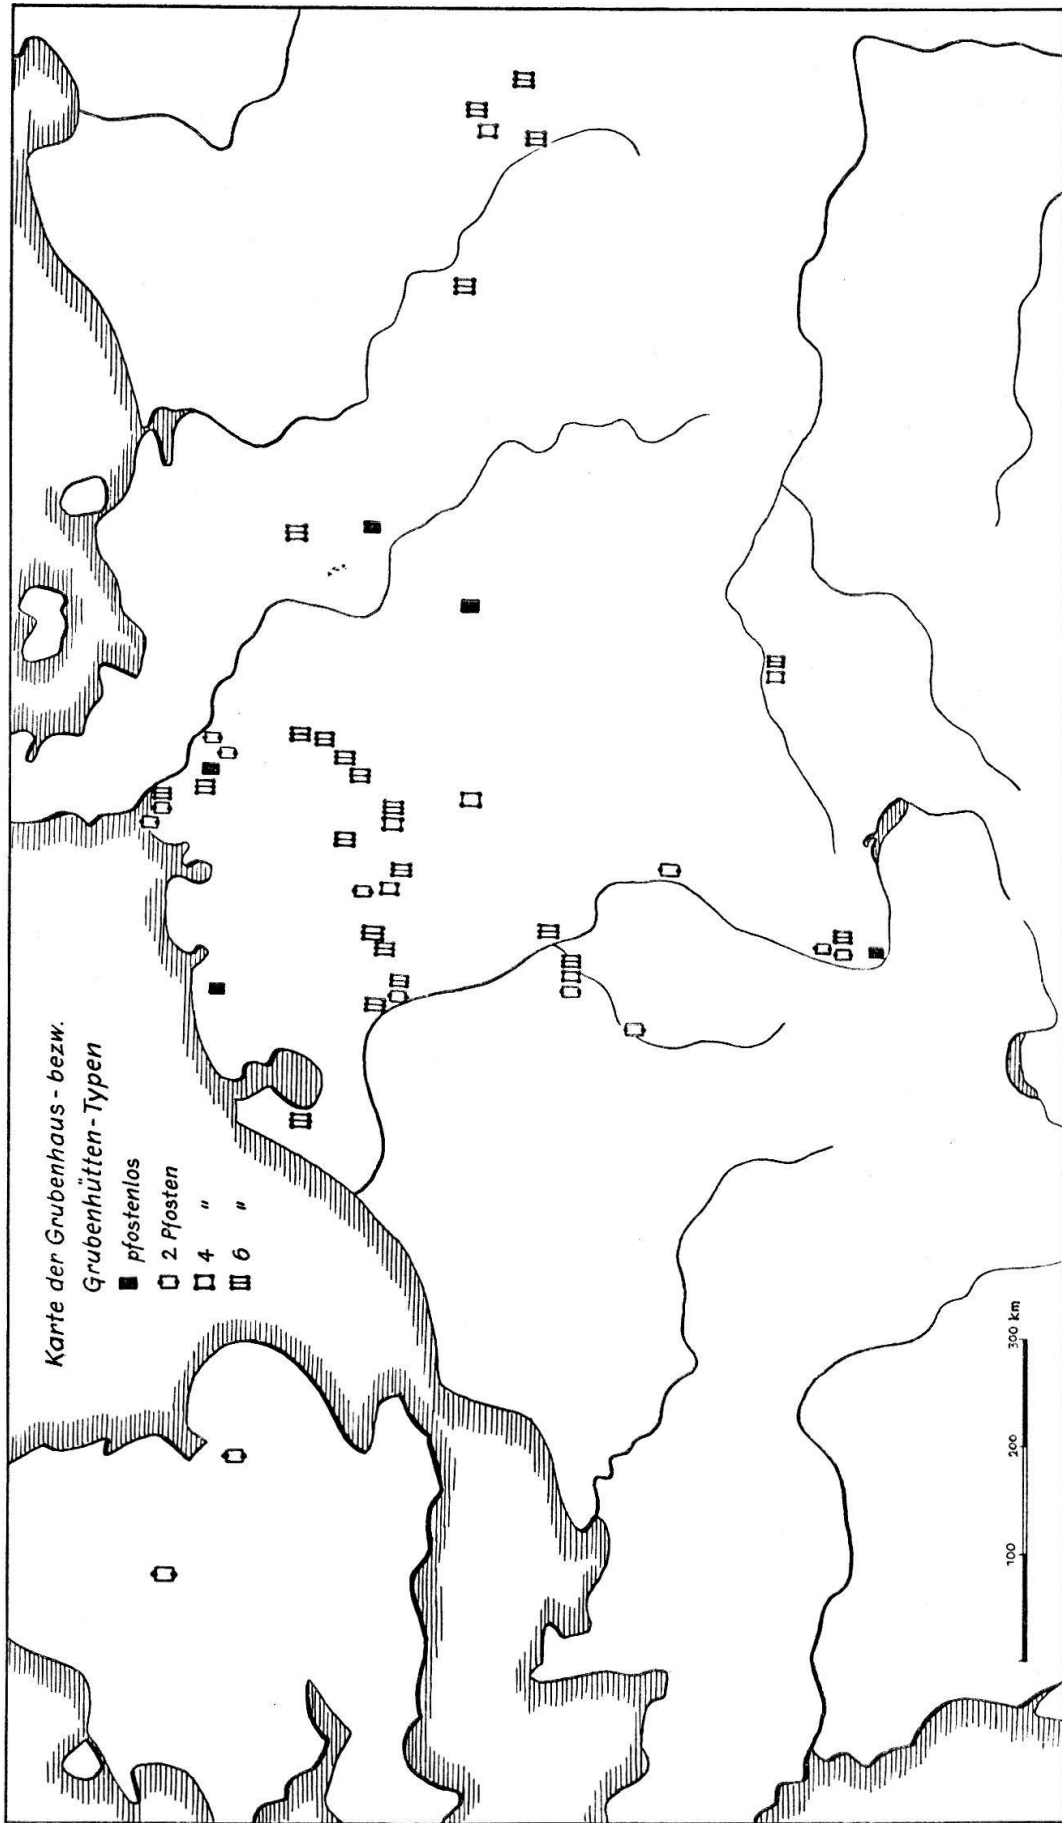 Karte der Grubenhaus- bezw.
Grubenhütten-Typen
pfostenlos
2 Pfosten
4 "
6 "
100 200 300 km